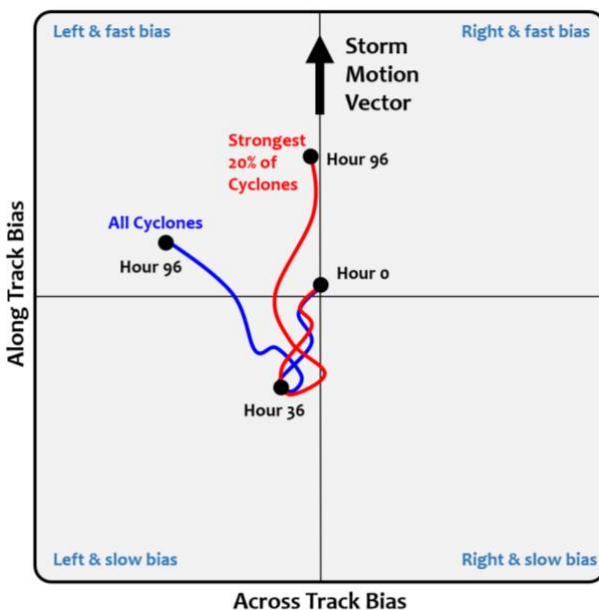 Left & fast bias
Right & fast bias
Storm
Motion
Vector
Strongest
20% of
Cyclones
Hour 96
All Cyclones
Hour 96
Hour 0
Hour 36
Left & slow bias
Right & slow bias
Along Track Bias
Across Track Bias